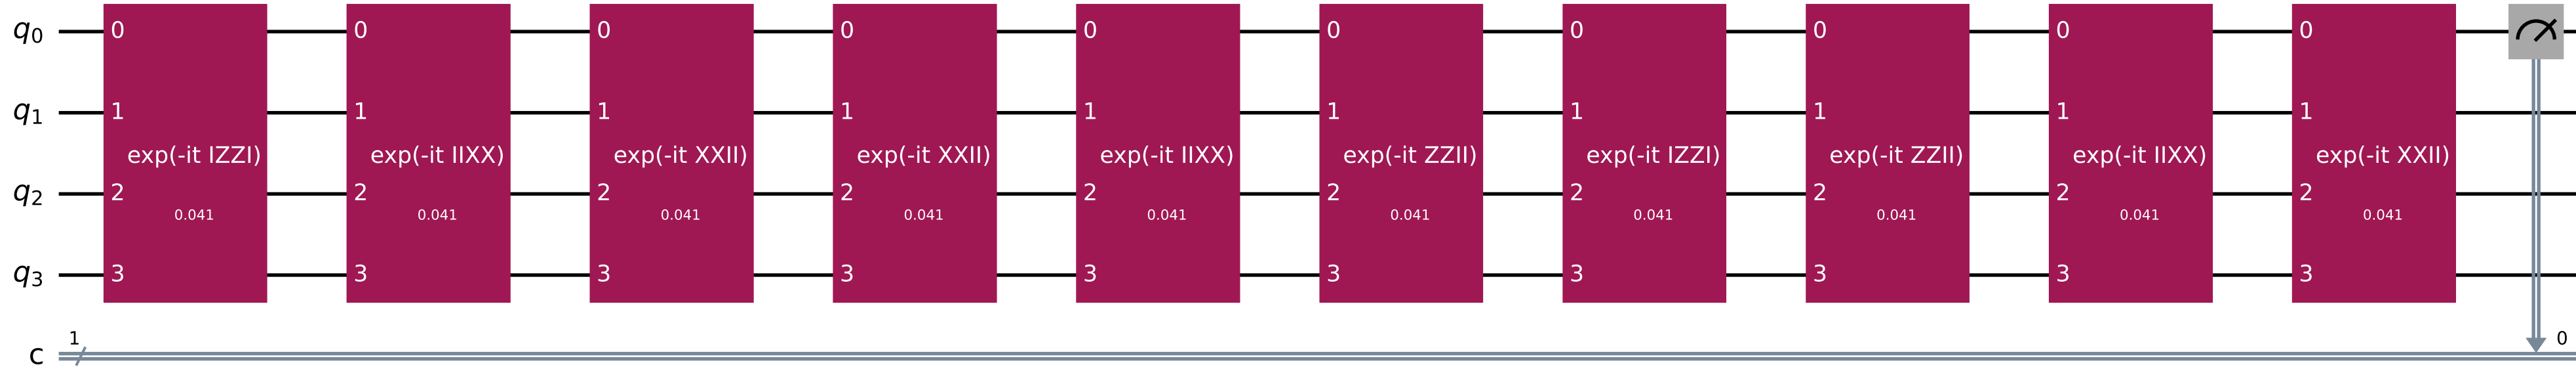 q0 0 0 0 0 0 0 0 0 0 0
q1 1 1 1 1 1 1 1 1 1 1
exp(-it IZZI) exp(-it IIXX) exp(-it XXII) exp(-it XXII) exp(-it IIXX) exp(-it ZZII) exp(-it IZZI) exp(-it ZZII) exp(-it IIXX) exp(-it XXII)
q2 2 2 2 2 2 2 2 2 2 2
0.041 0.041 0.041 0.041 0.041 0.041 0.041 0.041 0.041 0.041
q3 3 3 3 3 3 3 3 3 3 3
1 0
c